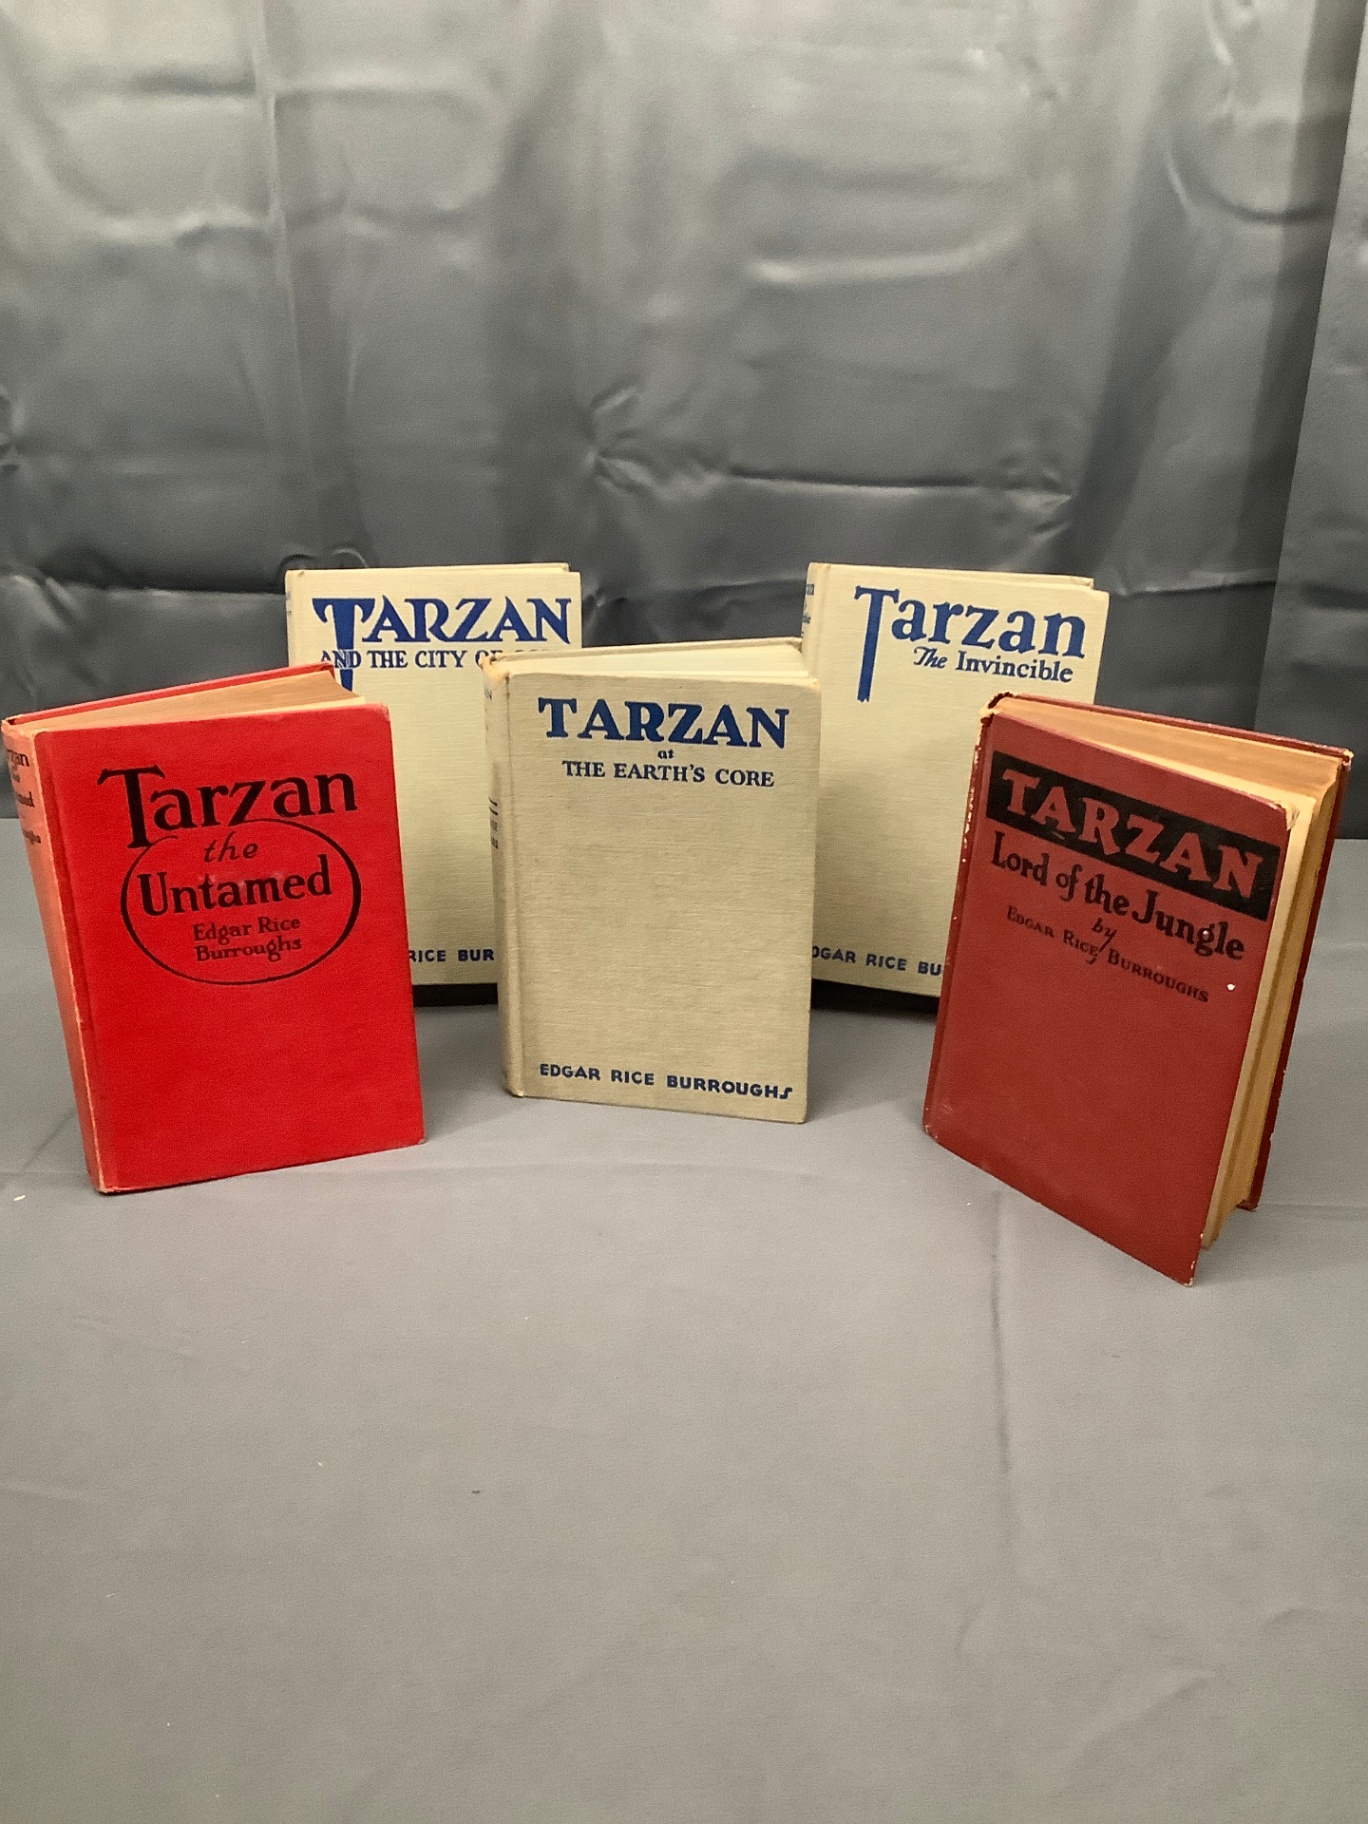 TARZAN
AND THE CITY OF
RICE BUR
Tarzan
The Invincible
DGAR RICE BU
Tarzan
the
Untamed
Edgar Rice
Burroughs
TARZAN
at
THE EARTH'S CORE
EDGAR RICE BURROUGHS
TARZAN
Lord of the Jungle
by
EDGAR RICE BURROUGHS